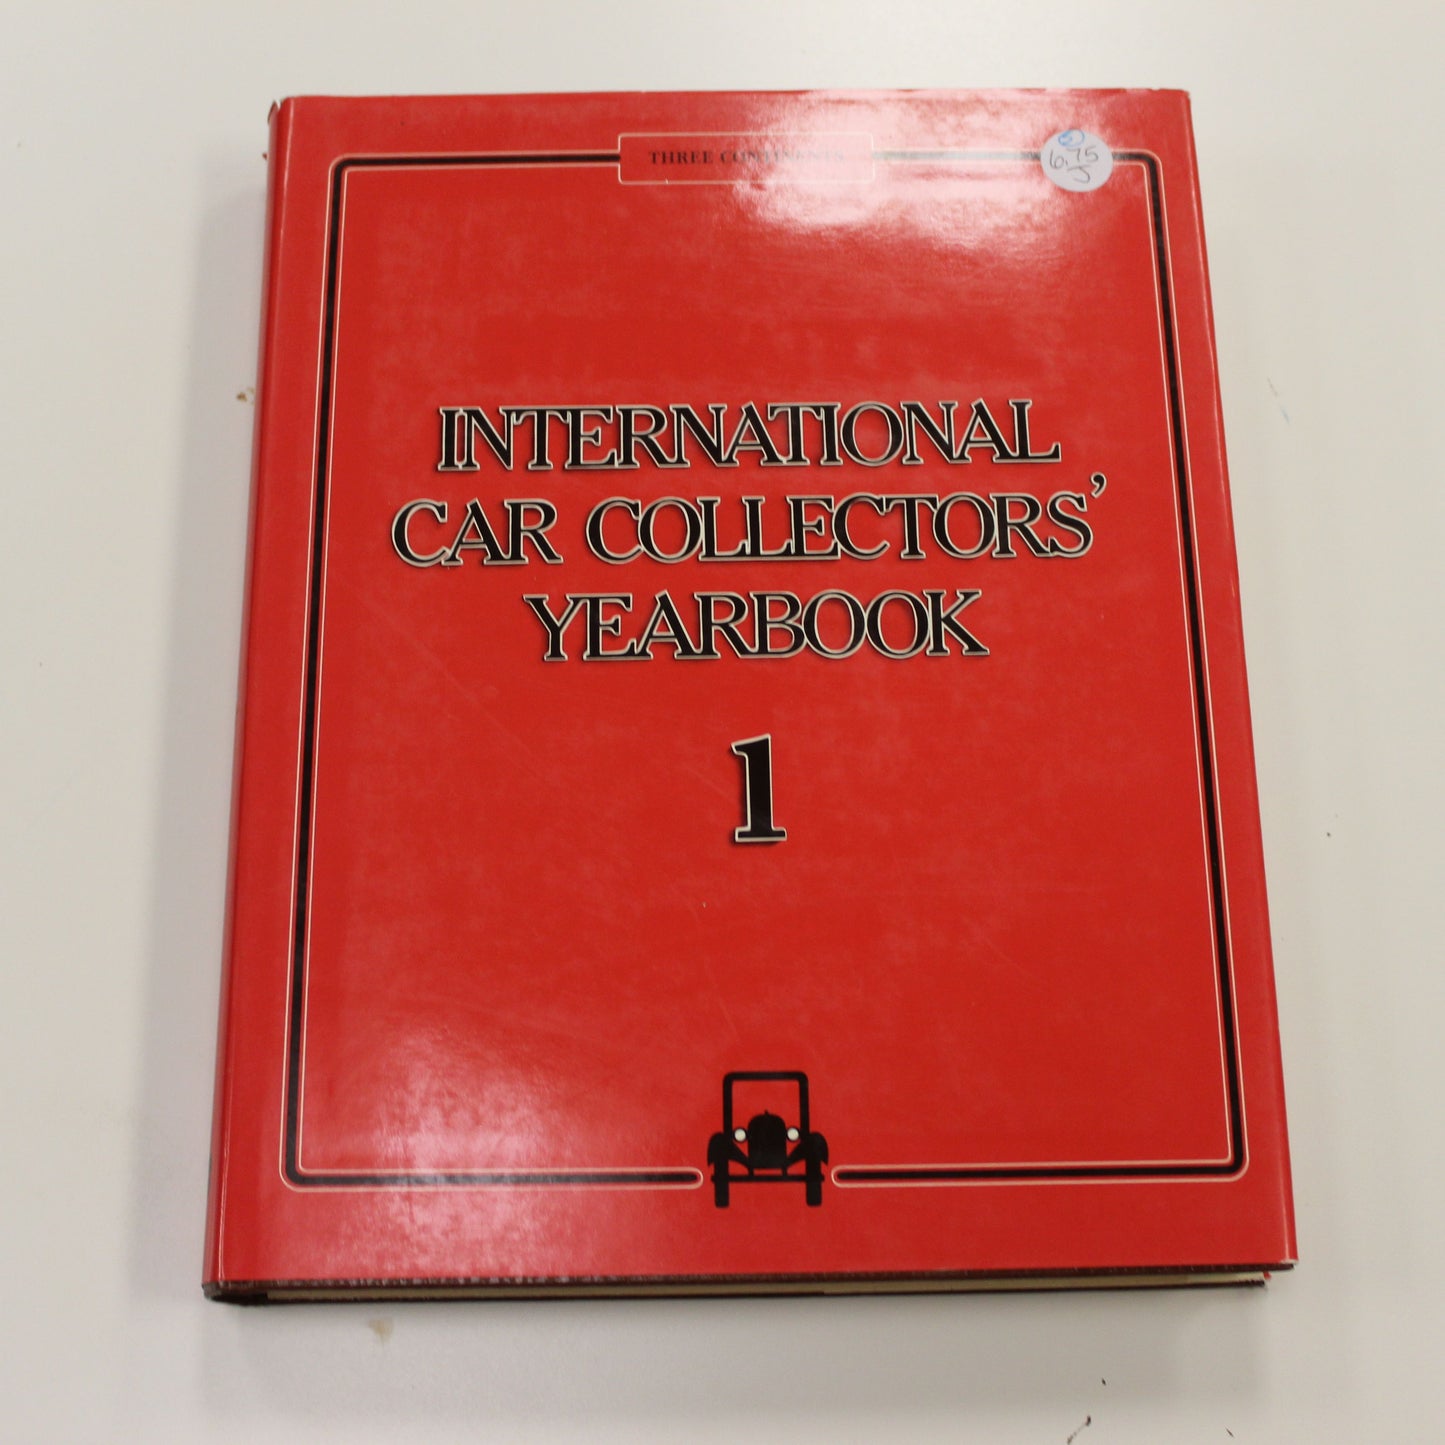 THREE CONTINENTS
6.75
J
INTERNATIONAL
CAR COLLECTORS'
YEARBOOK
1